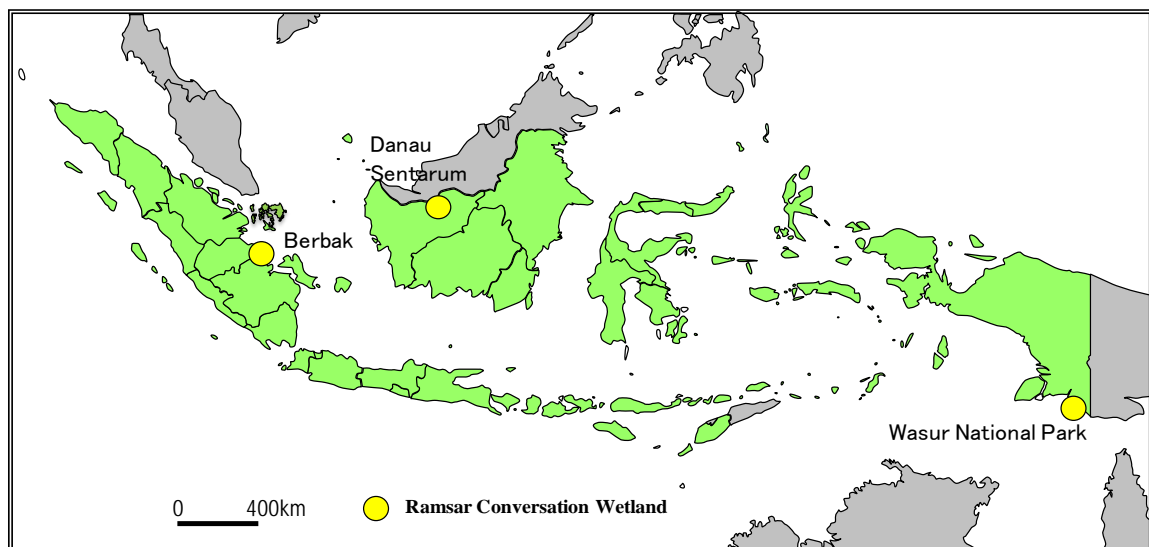 Danau
Sentarum
Berbak
Wasur National Park
0 400km
Ramsar Conversation Wetland